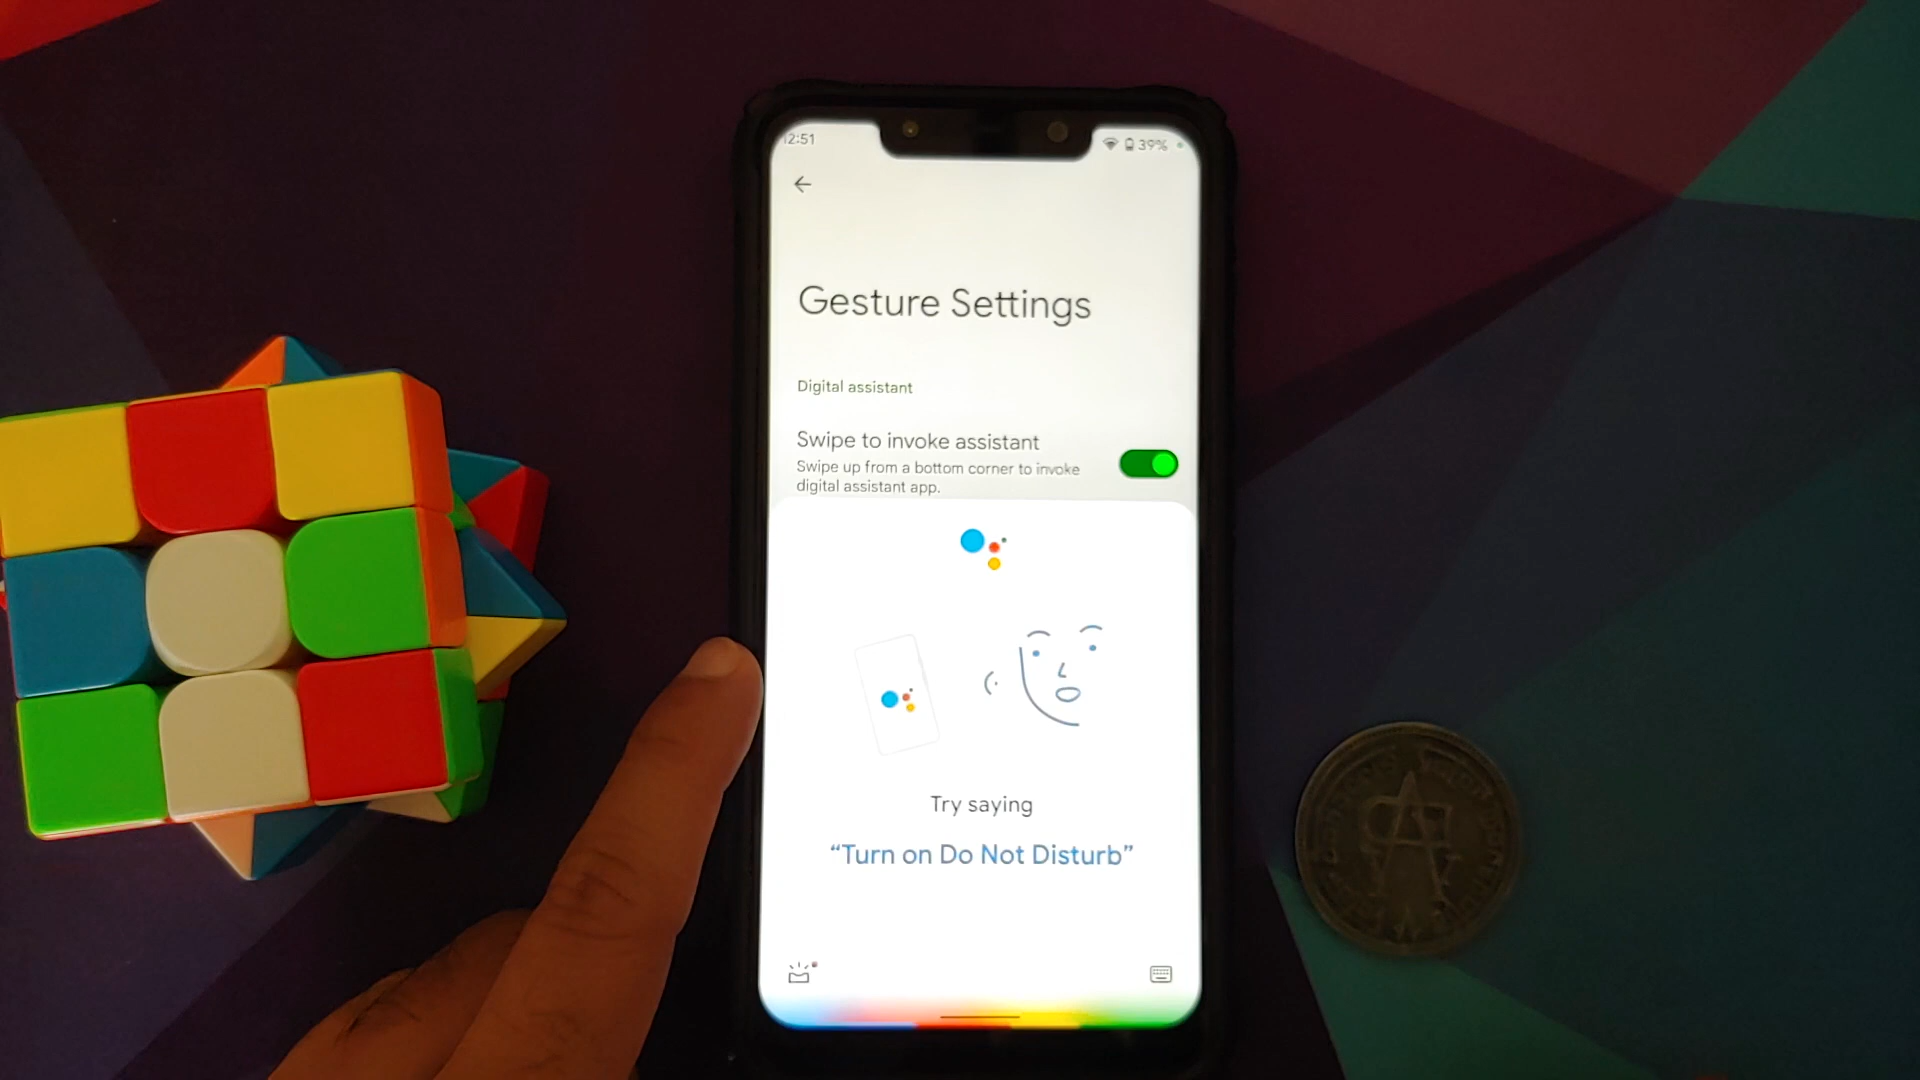 12:51
39%
Gesture Settings
Digital assistant
Swipe to invoke assistant
Swipe up from a bottom corner to invoke
digital assistant app.
Try saying
“Turn on Do Not Disturb”